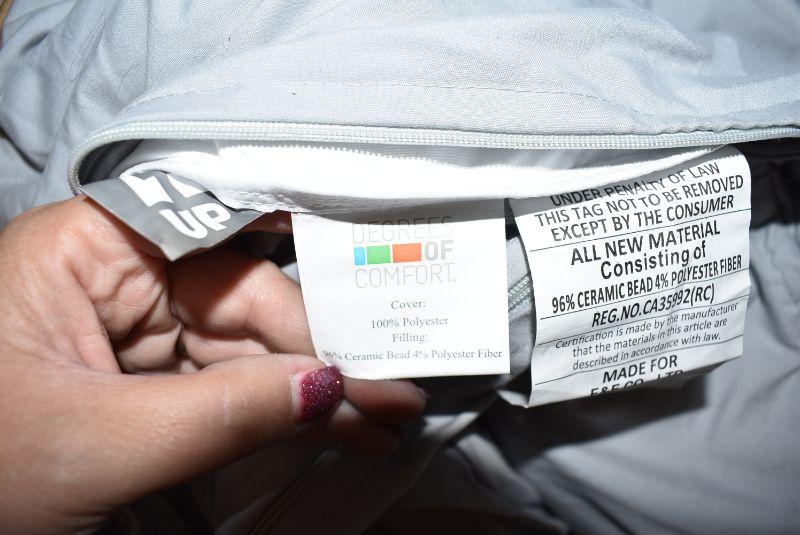 UP
DEGREES
OF
COMFORT.
Cover:
100% Polyester
Filling:
96% Ceramic Bead 4% Polyester Fiber
UNDER PENALTY OF LAW
THIS TAG NOT TO BE REMOVED
EXCEPT BY THE CONSUMER
ALL NEW MATERIAL
Consisting of
96% CERAMIC BEAD 4% POLYESTER FIBER
REG.NO.CA35992(RC)
Certification is made by the manufacturer
that the materials in this article are
described in accordance with law.
MADE FOR
E&E CO., LTD